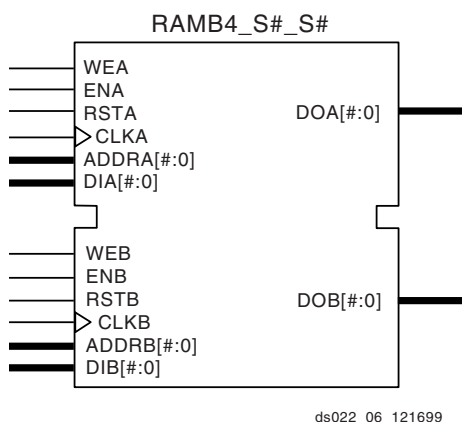 RAMB4_S#_S#
WEA
ENA
RSTA
CLKA
ADDRA[#:0]
DIA[#:0]
DOA[#:0]
WEB
ENB
RSTB
CLKB
ADDRB[#:0]
DIB[#:0]
DOB[#:0]
ds022_06_121699